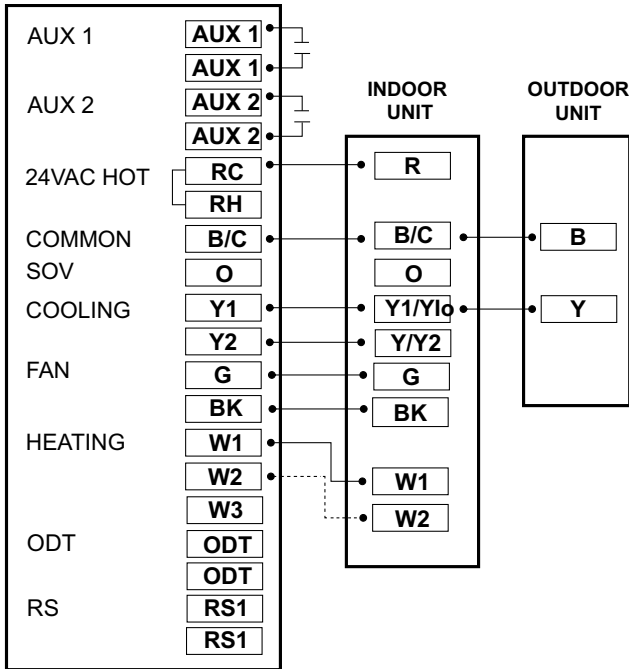 AUX 1
AUX 1
AUX 1
AUX 2
AUX 2
AUX 2
24VAC HOT
RC
RH
COMMON
B/C
SOV
O
COOLING
Y1
Y2
FAN
G
BK
HEATING
W1
W2
W3
ODT
ODT
ODT
RS
RS1
RS1
INDOOR
UNIT
R
B/C
O
Y1/Ylo
Y/Y2
G
BK
W1
W2
OUTDOOR
UNIT
B
Y